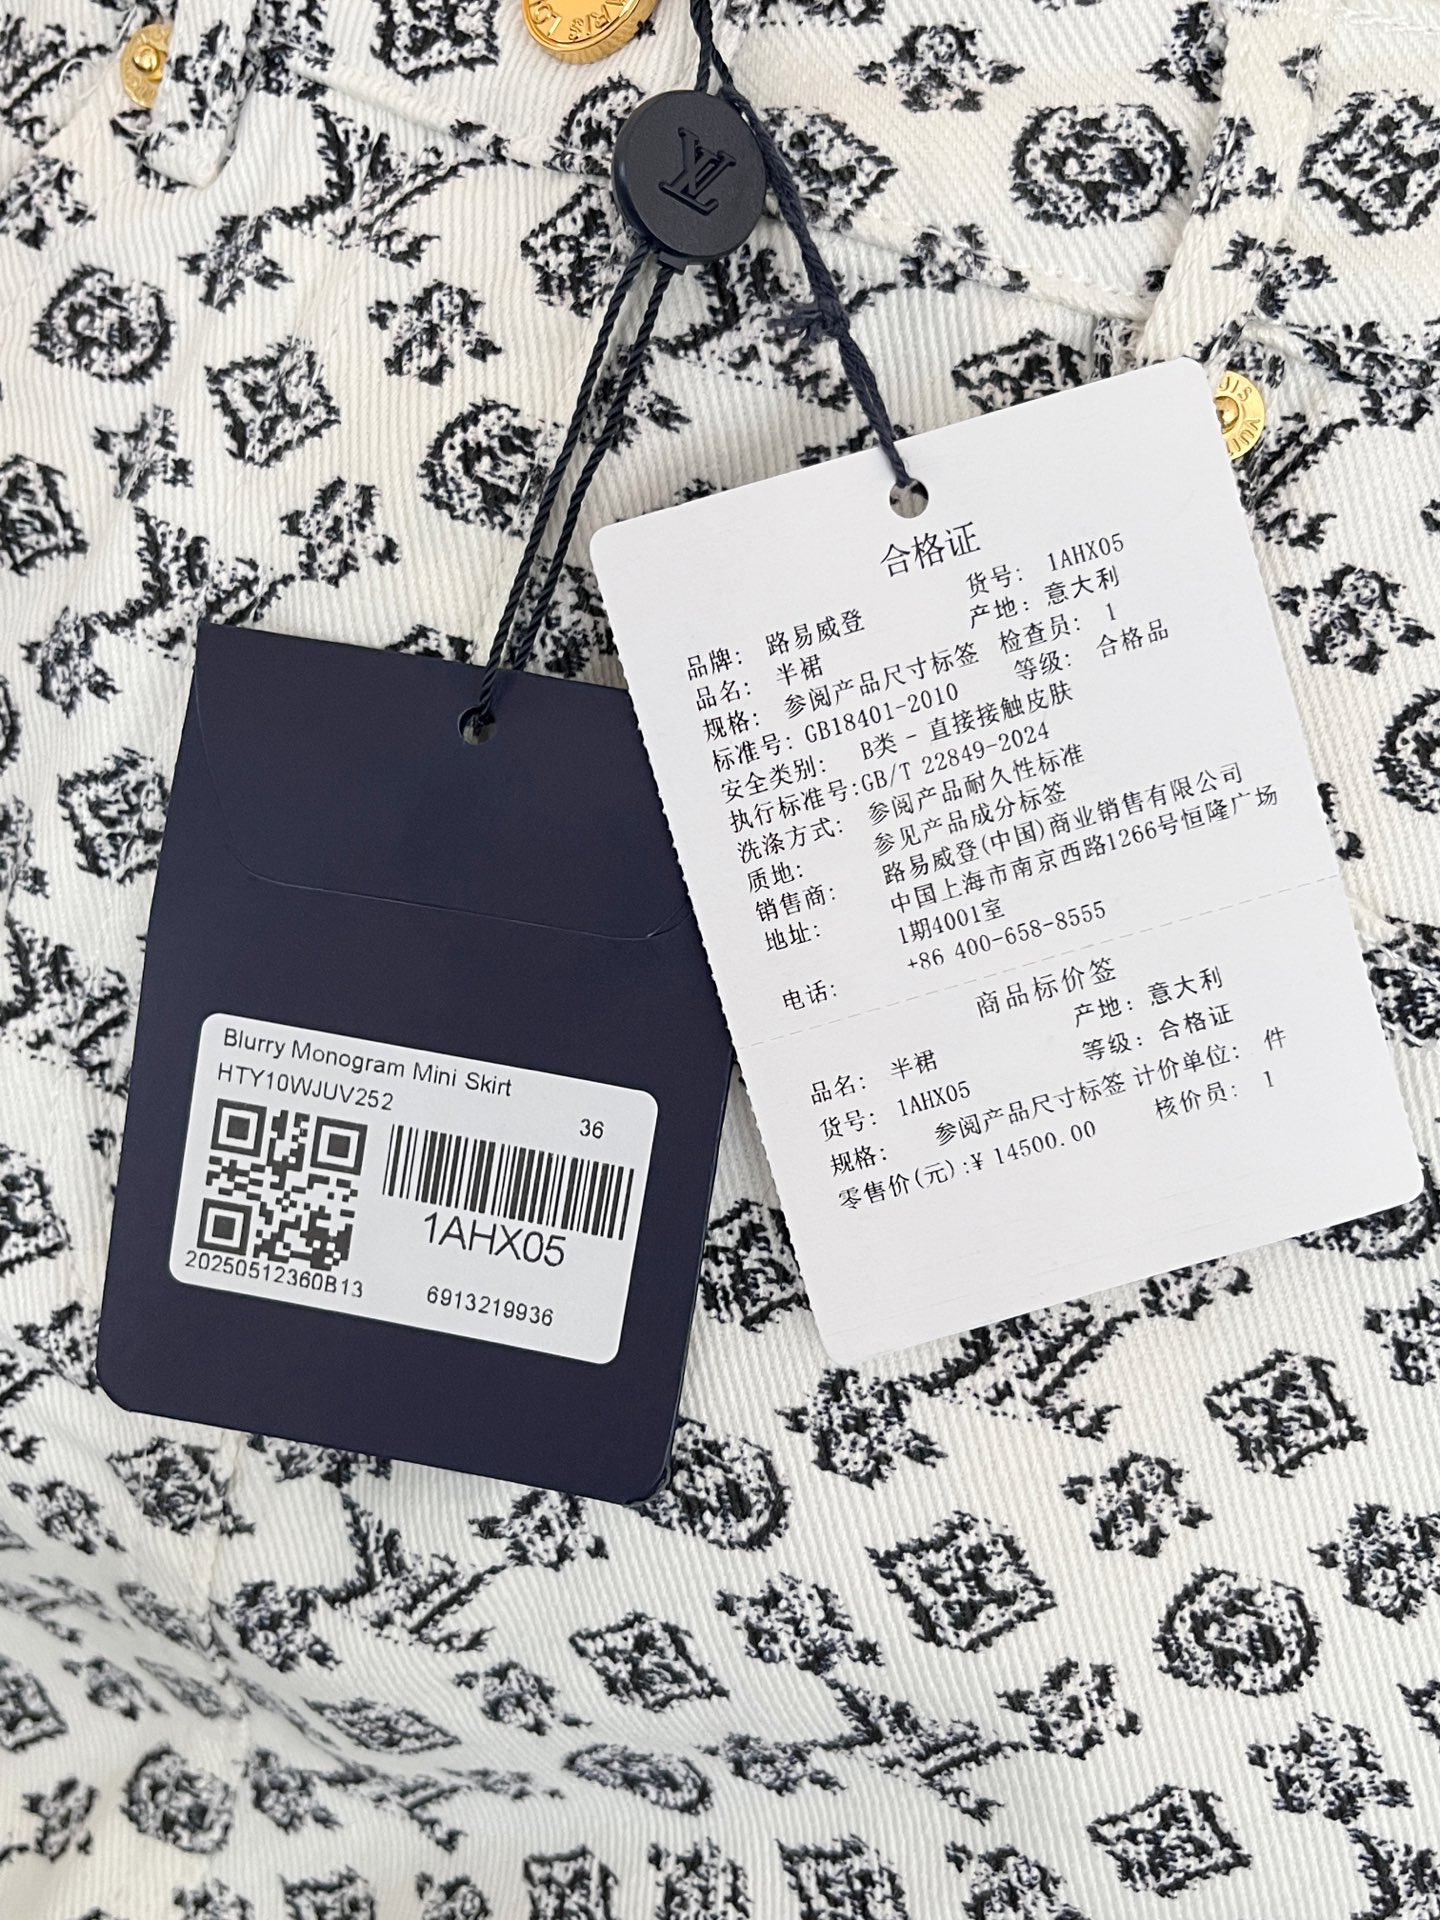 LV
合格证
货号: 1AHX05
品牌: 路易威登 产地: 意大利
品名: 半裙 检查员: 1
规格: 参阅产品尺寸标签 等级: 合格品
标准号: GB18401-2010
安全类别: B类 - 直接接触皮肤
执行标准号:GB/T 22849-2024
洗涤方式: 参阅产品耐久性标准
质地: 参见产品成分标签
销售商: 路易威登(中国)商业销售有限公司
地址: 中国上海市南京西路1266号恒隆广场
1期4001室
电话: +86 400-658-8555
商品标价签
产地: 意大利
品名: 半裙 等级: 合格证
货号: 1AHX05 计价单位: 件
规格: 参阅产品尺寸标签 核价员: 1
零售价(元):¥ 14500.00
Blurry Monogram Mini Skirt
HTY10WJUV252
36
1AHX05
20250512360B13
6913219936